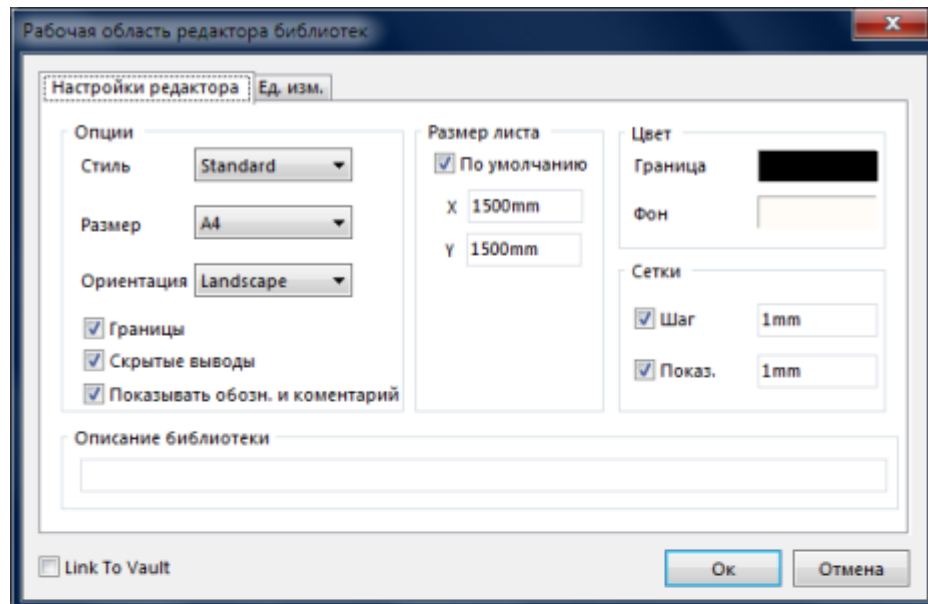 Рабочая область редактора библиотек
Настройки редактора Ед. изм.
Опции
Стиль Standard
Размер A4
Ориентация Landscape
Границы
Скрытые выводы
Показывать обозн. и коментарий
Размер листа
По умолчанию
X 1500mm
Y 1500mm
Цвет
Граница
Фон
Сетки
Шаг 1mm
Показ. 1mm
Описание библиотеки
Link To Vault
Ок Отмена